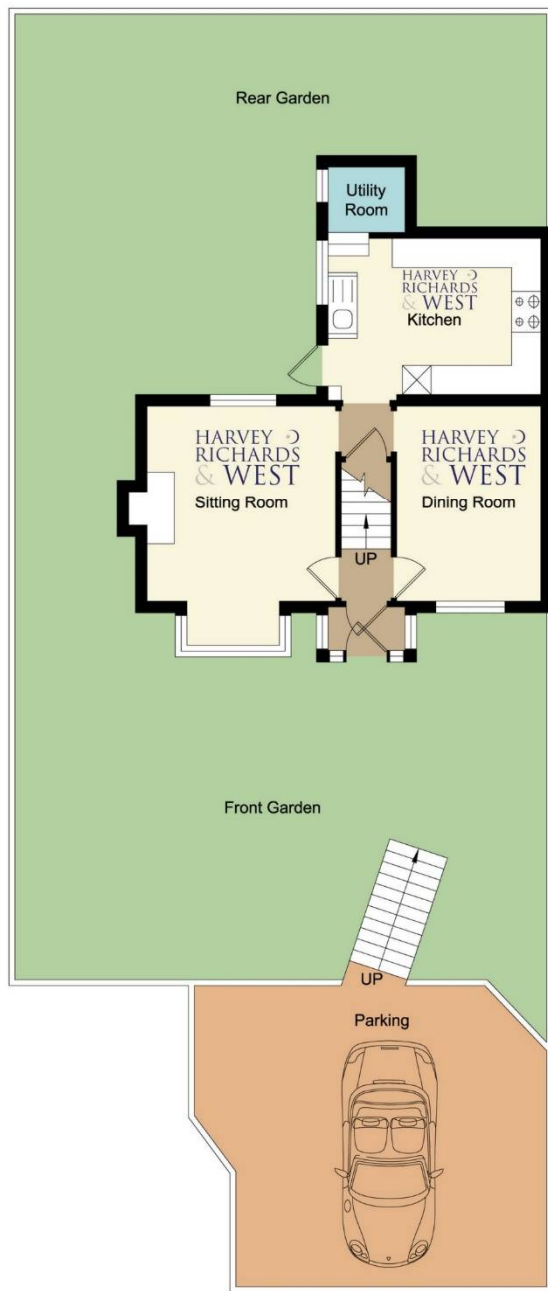 Rear Garden
Utility
Room
HARVEY
RICHARDS
& WEST
Kitchen
HARVEY
RICHARDS
& WEST
Sitting Room
HARVEY
RICHARDS
& WEST
Dining Room
UP
Front Garden
UP
Parking